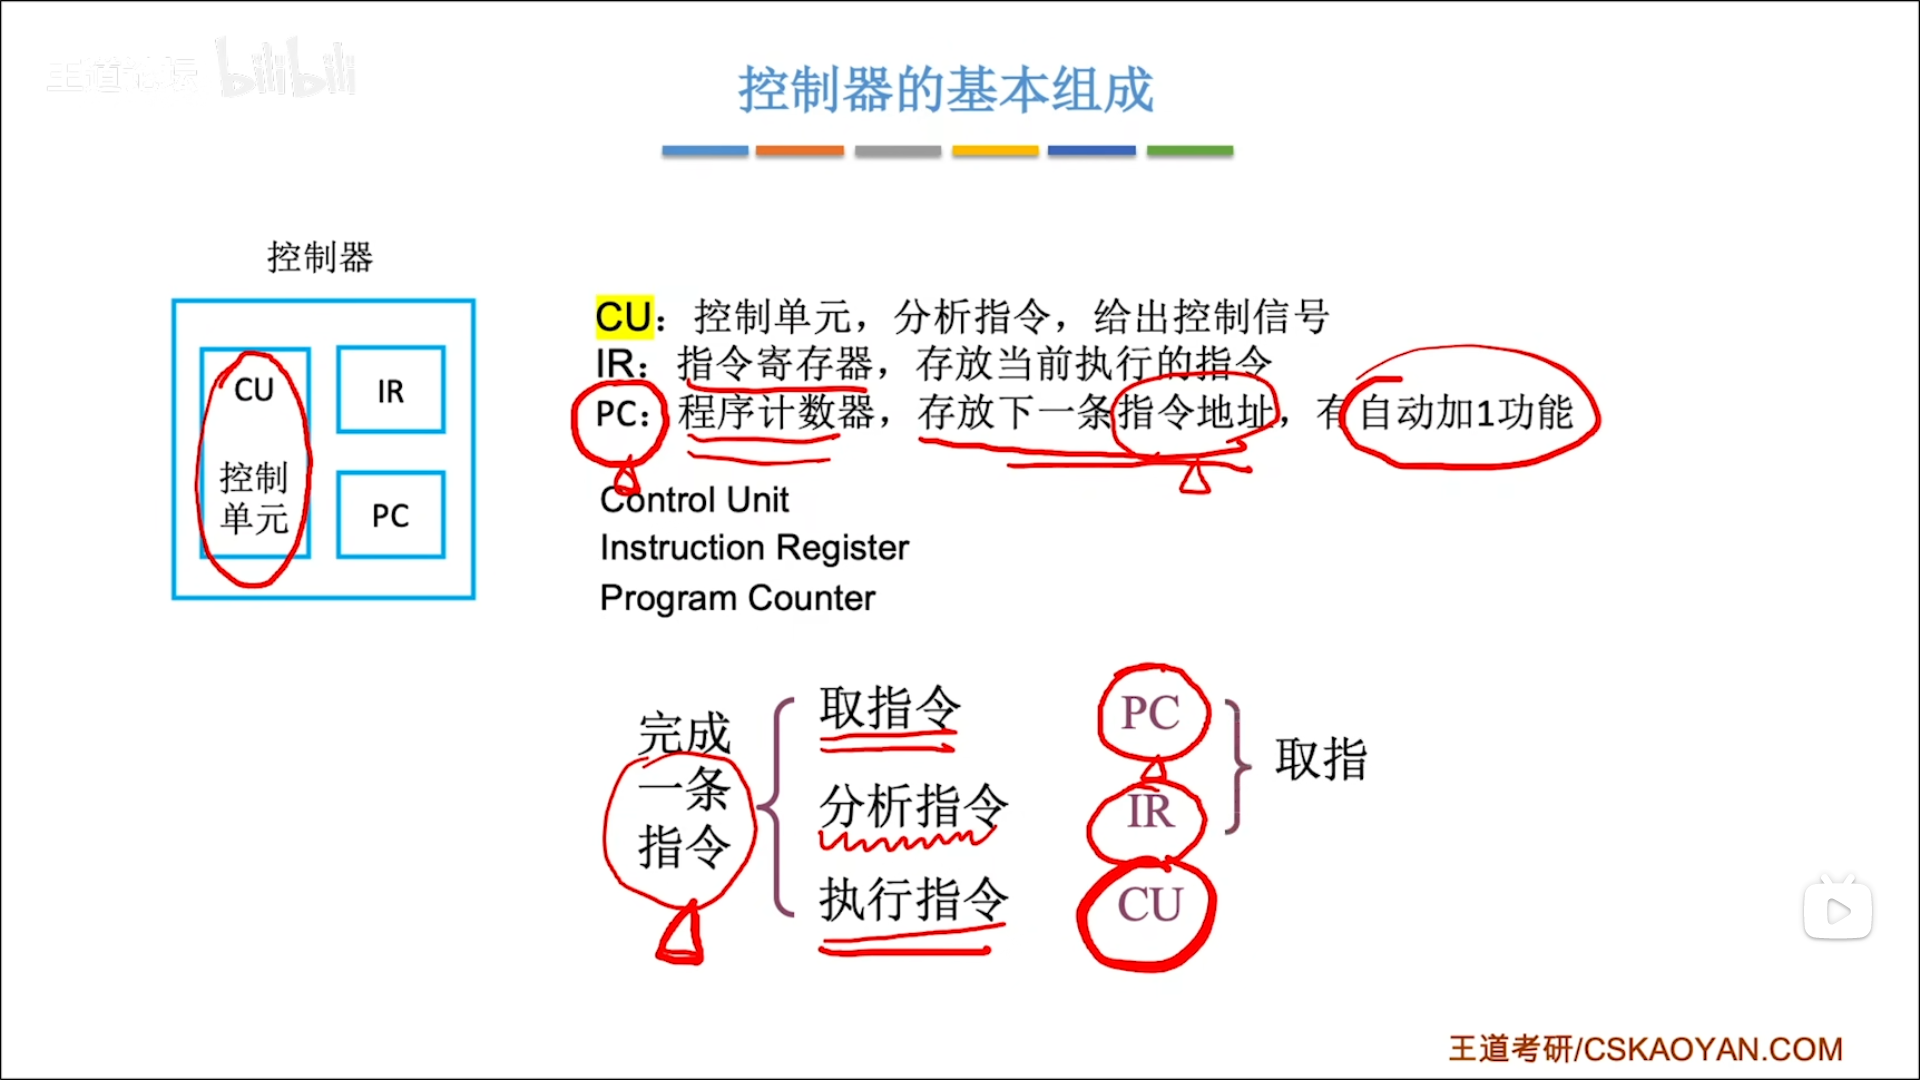 王道论坛 bilibili
控制器的基本组成
控制器
CU
控制
单元
IR
PC
CU：控制单元，分析指令，给出控制信号
IR：指令寄存器，存放当前执行的指令
PC：程序计数器，存放下一条指令地址，有自动加1功能
Control Unit
Instruction Register
Program Counter
完成
一条
指令
取指令
分析指令
执行指令
PC
IR
CU
取指
王道考研/CSKAOYAN.COM